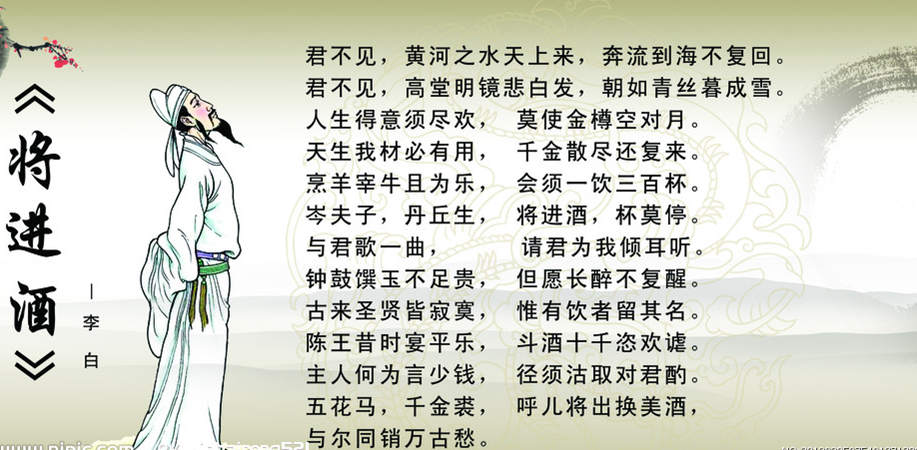 《将进酒》
—李白
君不见，黄河之水天上来，奔流到海不复回。
君不见，高堂明镜悲白发，朝如青丝暮成雪。
人生得意须尽欢， 莫使金樽空对月。
天生我材必有用， 千金散尽还复来。
烹羊宰牛且为乐， 会须一饮三百杯。
岑夫子，丹丘生， 将进酒，杯莫停。
与君歌一曲， 请君为我倾耳听。
钟鼓馔玉不足贵， 但愿长醉不复醒。
古来圣贤皆寂寞， 惟有饮者留其名。
陈王昔时宴平乐， 斗酒十千恣欢谑。
主人何为言少钱， 径须沽取对君酌。
五花马，千金裘， 呼儿将出换美酒，
与尔同销万古愁。